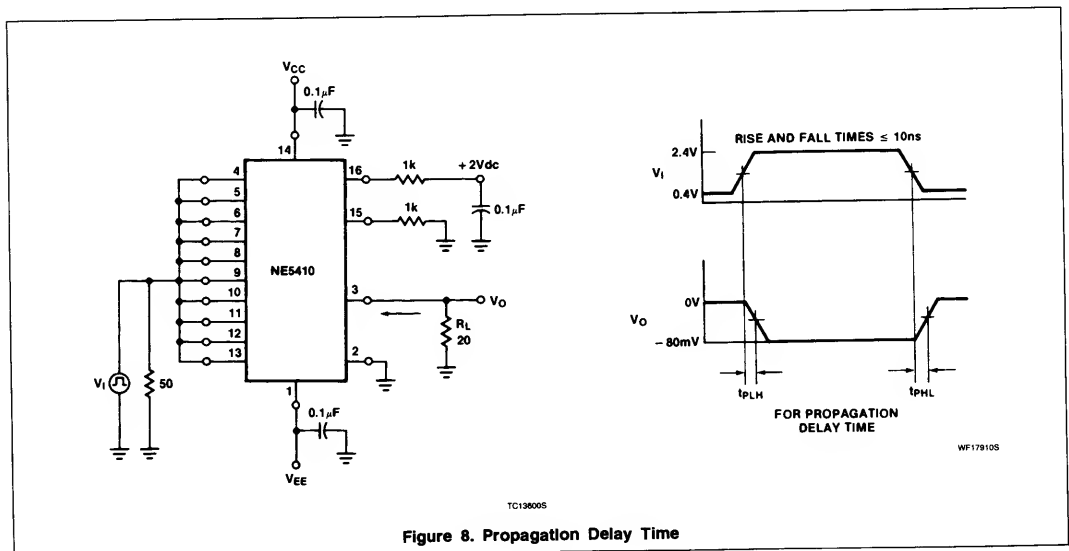 VCC
0.1µF
14
4
5
6
7
8
9
10
11
12
13
NE5410
16
1k
+ 2Vdc
0.1µF
15
1k
3
VO
RL
20
2
VI
50
1
0.1µF
VEE
TC13600S
RISE AND FALL TIMES ≤ 10ns
2.4V
VI
0.4V
0V
VO
– 80mV
tPLH
tPHL
FOR PROPAGATION
DELAY TIME
WF17910S
Figure 8. Propagation Delay Time